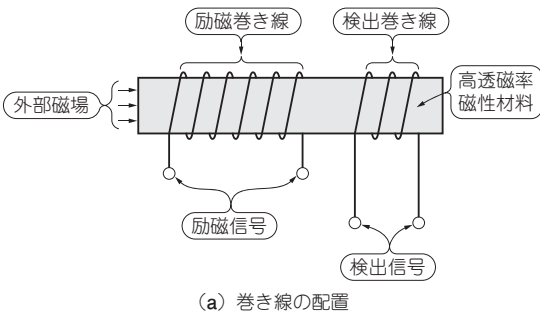 励磁巻き線
検出巻き線
外部磁場
高透磁率
磁性材料
励磁信号
検出信号
(a) 巻き線の配置